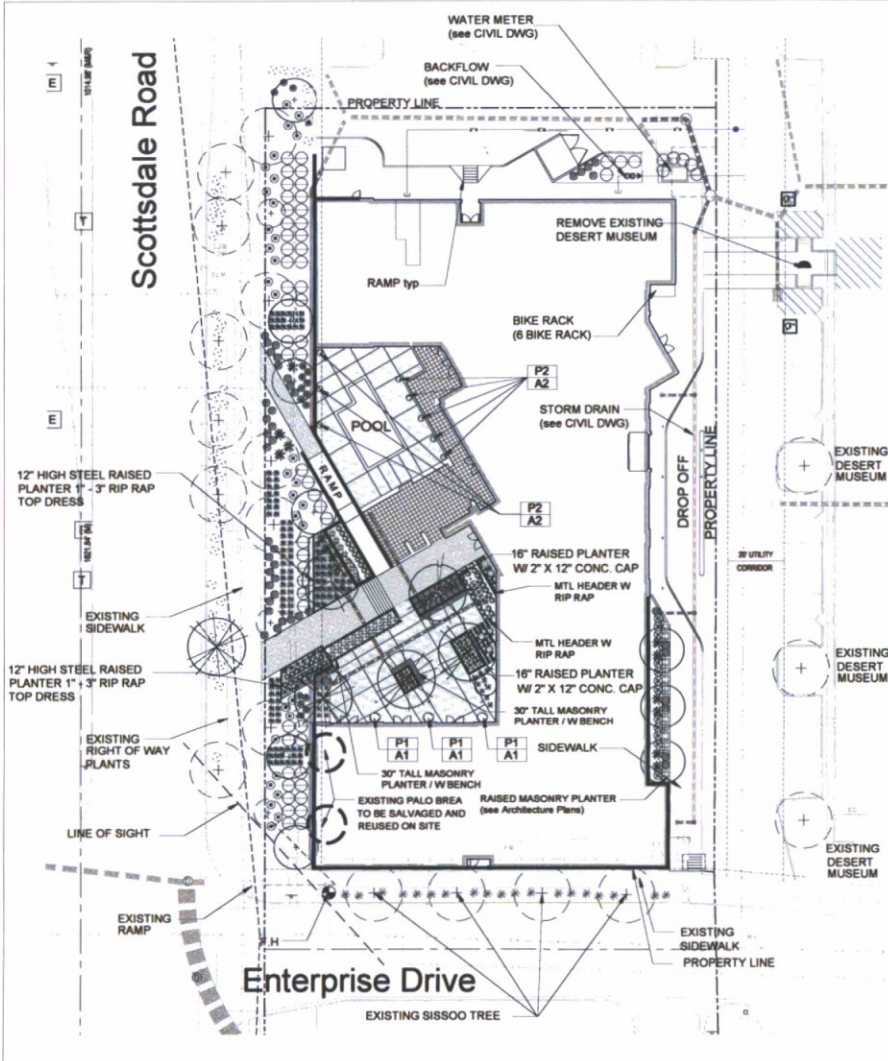 WATER METER
(see CIVIL DWG)
BACKFLOW
(see CIVIL DWG)
Scottsdale Road
E
PROPERTY LINE
T
REMOVE EXISTING
DESERT MUSEUM
RAMP typ
BIKE RACK
(6 BIKE RACK)
P2
A2
E
POOL
STORM DRAIN
(see CIVIL DWG)
EXISTING
DESERT
MUSEUM
DROP OFF
PROPERTY LINE
12" HIGH STEEL RAISED
PLANTER 1" - 3" RIP RAP
TOP DRESS
RAMP
P2
A2
16" RAISED PLANTER
W/ 2" X 12" CONC. CAP
20' UTILITY
CORRIDOR
T
MTL HEADER W
RIP RAP
EXISTING
SIDEWALK
MTL HEADER W
RIP RAP
EXISTING
DESERT
MUSEUM
12" HIGH STEEL RAISED
PLANTER 1" - 3" RIP RAP
TOP DRESS
16" RAISED PLANTER
W/ 2" X 12" CONC. CAP
30" TALL MASONRY
PLANTER / W BENCH
EXISTING
RIGHT OF WAY
PLANTS
P1
A1
P1
A1
P1
A1
SIDEWALK
30" TALL MASONRY
PLANTER / W BENCH
EXISTING PALO BREA
TO BE SALVAGED AND
REUSED ON SITE
RAISED MASONRY PLANTER
(see Architecture Plans)
LINE OF SIGHT
EXISTING
DESERT
MUSEUM
EXISTING
RAMP
F.H
EXISTING
SIDEWALK
PROPERTY LINE
Enterprise Drive
EXISTING SISSOO TREE